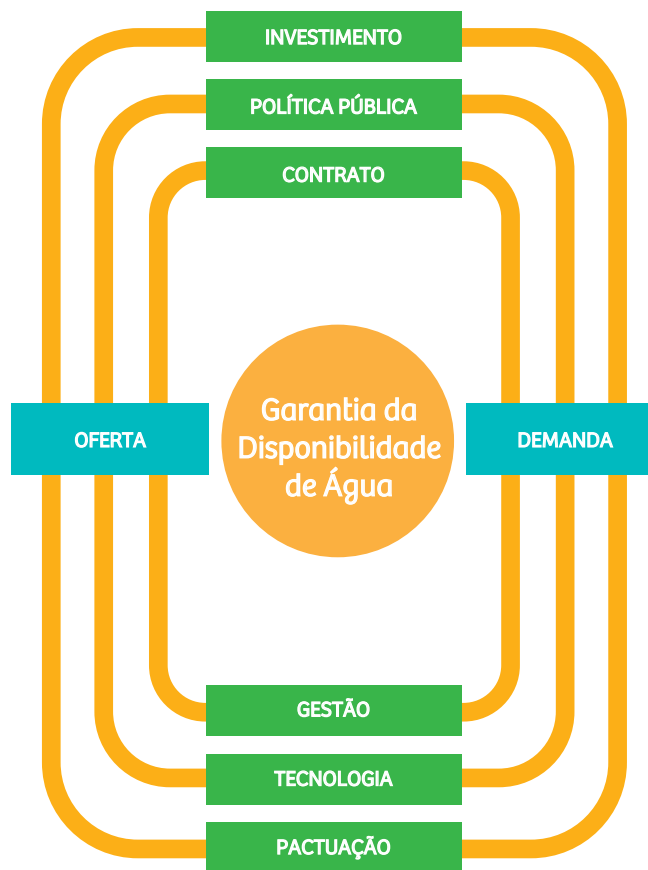 INVESTIMENTO
POLÍTICA PÚBLICA
CONTRATO
OFERTA
Garantia da
Disponibilidade
de Água
DEMANDA
GESTÃO
TECNOLOGIA
PACTUAÇÃO